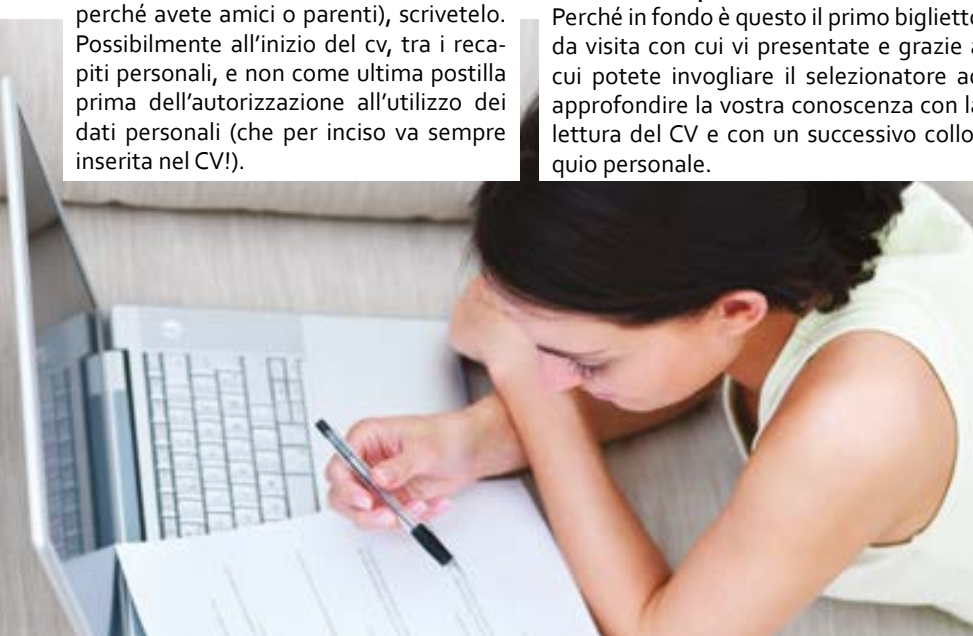 perché avete amici o parenti), scrivetelo.
Possibilmente all’inizio del cv, tra i reca-
piti personali, e non come ultima postilla
prima dell’autorizzazione all’utilizzo dei
dati personali (che per inciso va sempre
inserita nel CV!).
Perché in fondo è questo il primo biglietto
da visita con cui vi presentate e grazie a
cui potete invogliare il selezionatore ad
approfondire la vostra conoscenza con la
lettura del CV e con un successivo collo-
quio personale.